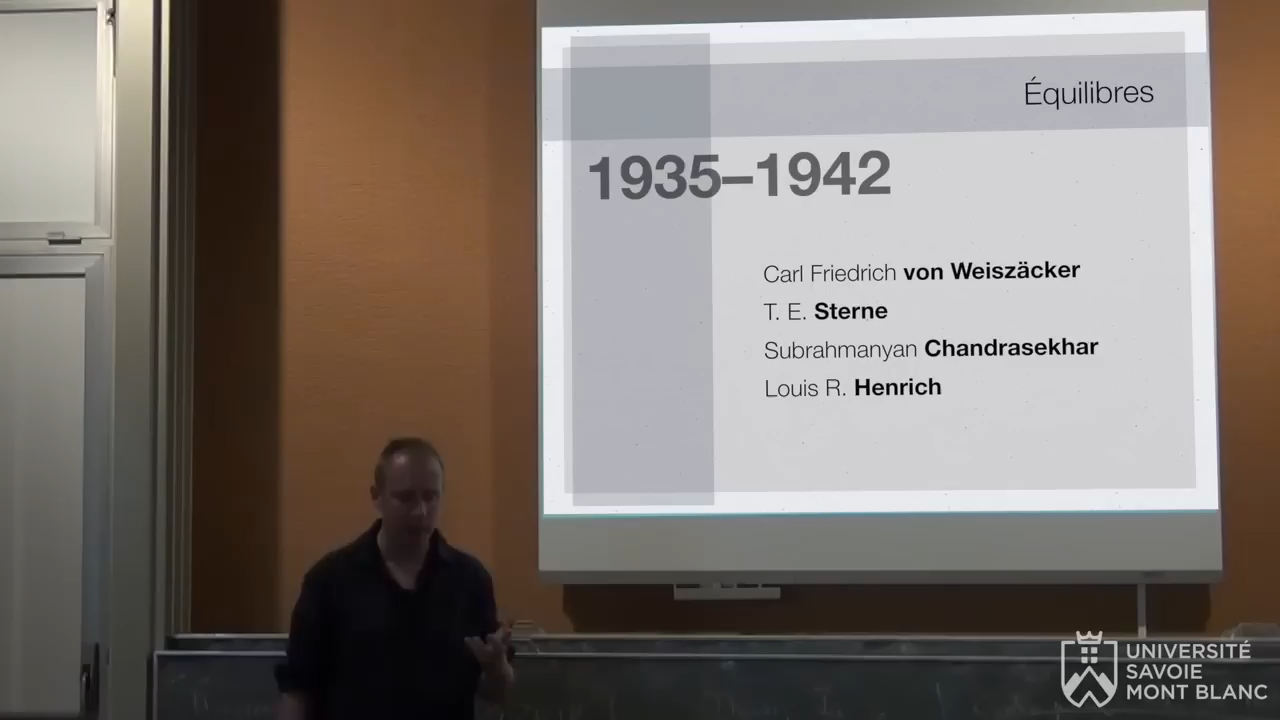 Équilibres
1935–1942
Carl Friedrich von Weiszäcker
T. E. Sterne
Subrahmanyan Chandrasekhar
Louis R. Henrich
UNIVERSITÉ
SAVOIE
MONT BLANC